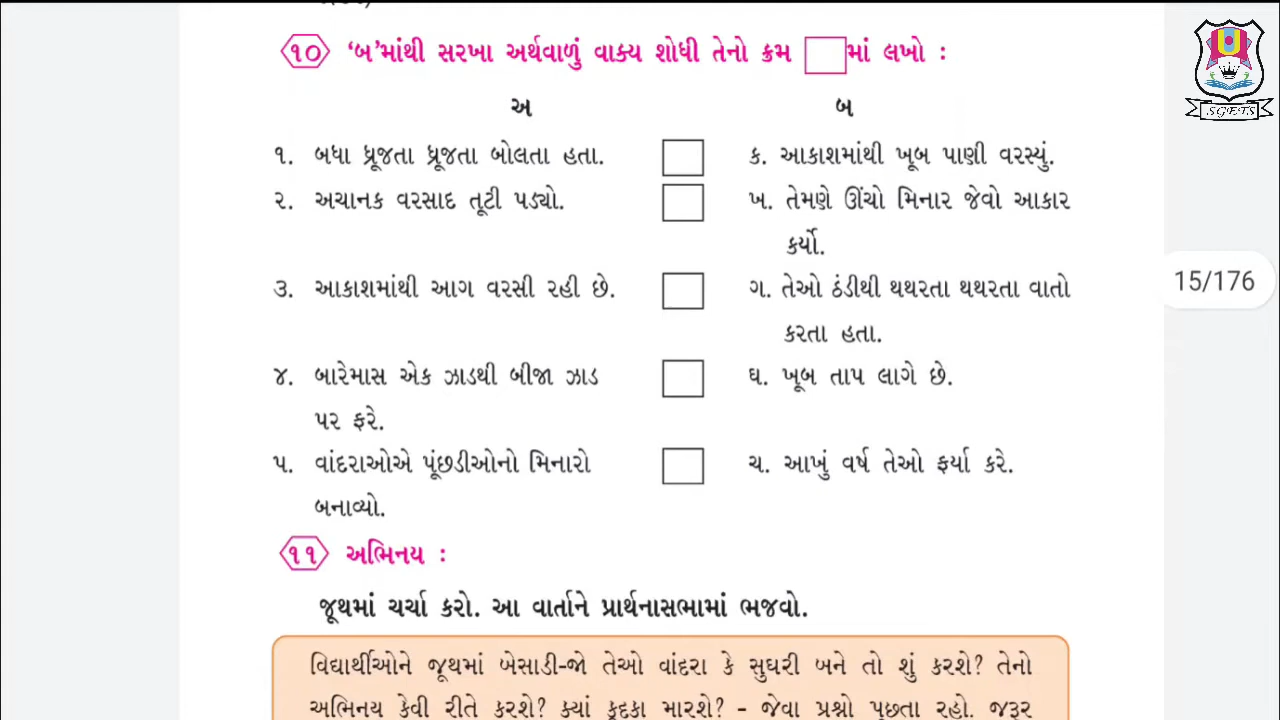 ૧૦ ‘બ’માંથી સરખા અર્થવાળું વાક્ય શોધી તેનો ક્રમ માં લખો :
અ બ
૧. બધા ધ્રૂજતા ધ્રૂજતા બોલતા હતા. ક. આકાશમાંથી ખૂબ પાણી વરસ્યું.
૨. અચાનક વરસાદ તૂટી પડ્યો. ખ. તેમણે ઊંચો મિનાર જેવો આકાર
કર્યો.
૩. આકાશમાંથી આગ વરસી રહી છે. ગ. તેઓ ઠંડીથી થથરતા થથરતા વાતો
કરતા હતા.
૪. બારેમાસ એક ઝાડથી બીજા ઝાડ ઘ. ખૂબ તાપ લાગે છે.
પર ફરે.
૫. વાંદરાઓએ પૂંછડીઓનો મિનારો ચ. આખું વર્ષ તેઓ ફર્યા કરે.
બનાવ્યો.
૧૧ અભિનય :
જૂથમાં ચર્ચા કરો. આ વાર્તાને પ્રાર્થનાસભામાં ભજવો.
વિદ્યાર્થીઓને જૂથમાં બેસાડી-જો તેઓ વાંદરા કે સુઘરી બને તો શું કરશે? તેનો
અભિનય કેવી રીતે કરશે? ક્યાં કૂદકા મારશે? - જેવા પ્રશ્નો પૂછતા રહો. જરૂર
15/176
SGETS